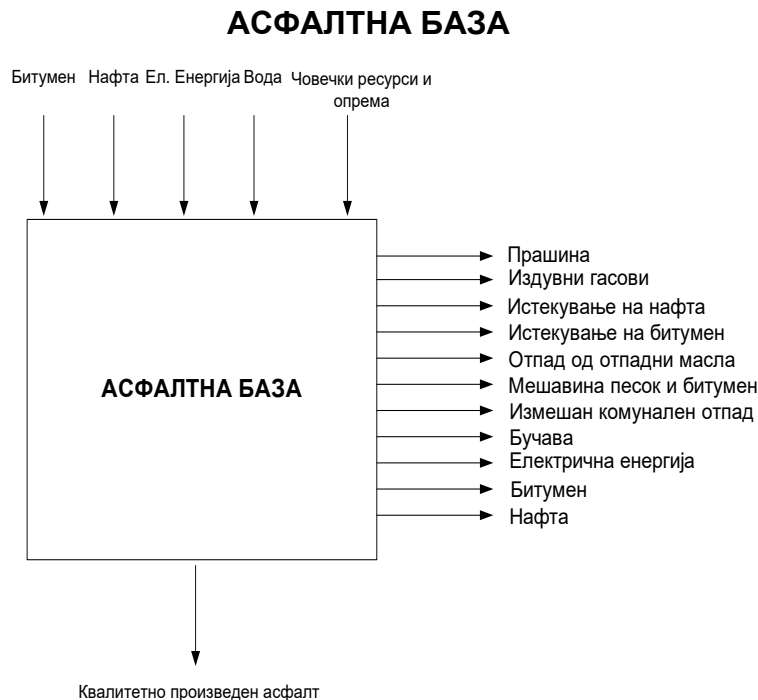 АСФАЛТНА БАЗА
Битумен Нафта Ел. Енергија Вода Човечки ресурси и
опрема
Прашина
Издувни гасови
Истекување на нафта
Истекување на битумен
Отпад од отпадни масла
АСФАЛТНА БАЗА
Мешавина песок и битумен
Измешан комунален отпад
Бучава
Електрична енергија
Битумен
Нафта
Квалитетно произведен асфалт